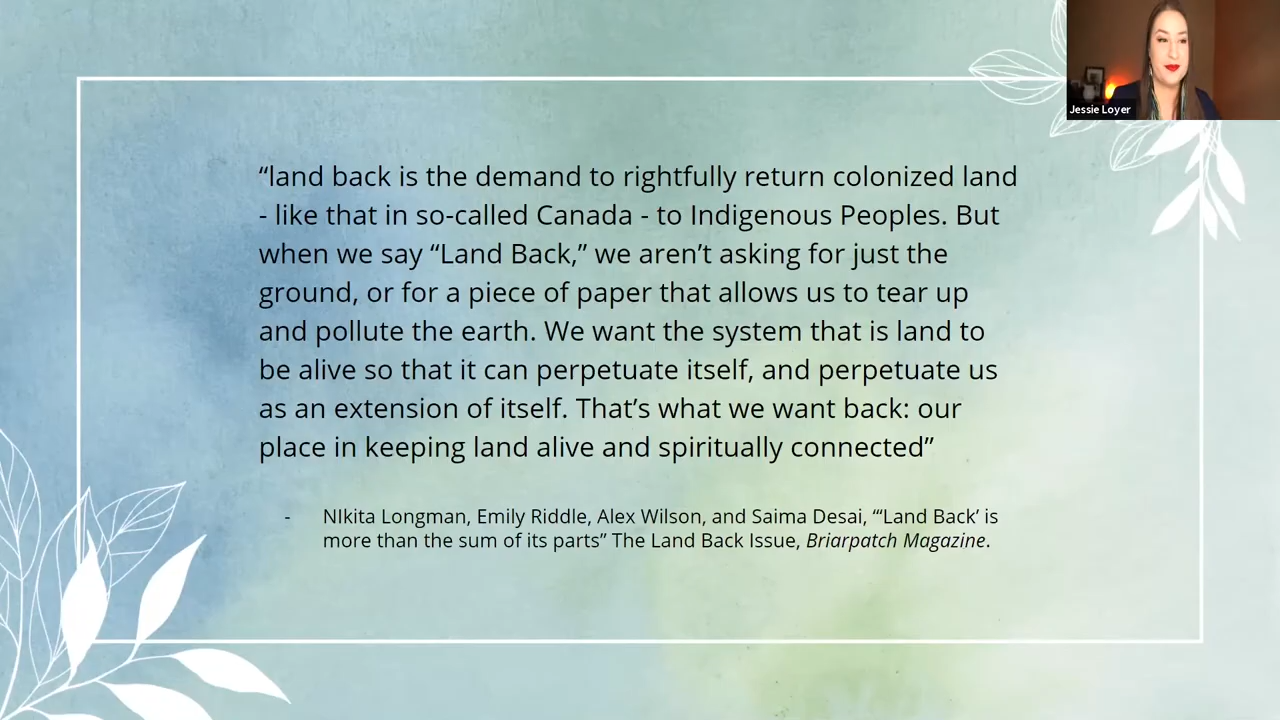 Jessie Loyer
“land back is the demand to rightfully return colonized land
- like that in so-called Canada - to Indigenous Peoples. But
when we say “Land Back,” we aren’t asking for just the
ground, or for a piece of paper that allows us to tear up
and pollute the earth. We want the system that is land to
be alive so that it can perpetuate itself, and perpetuate us
as an extension of itself. That’s what we want back: our
place in keeping land alive and spiritually connected”
- NIkita Longman, Emily Riddle, Alex Wilson, and Saima Desai, “‘Land Back’ is
more than the sum of its parts” The Land Back Issue, Briarpatch Magazine.